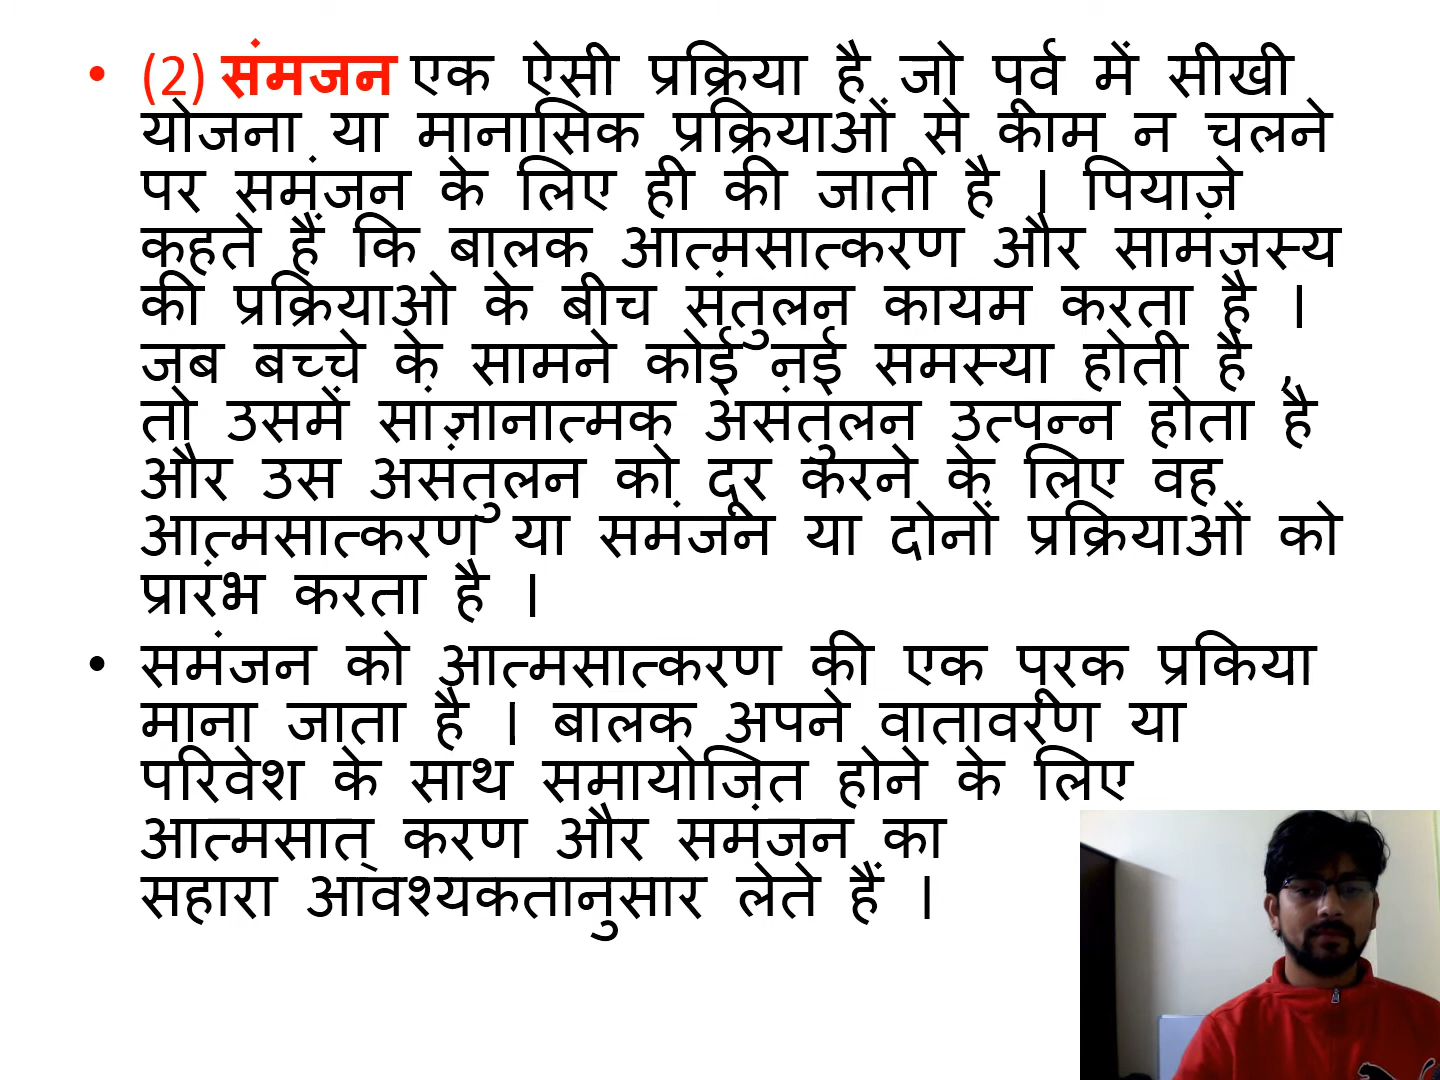 • (2) संमजन एक ऐसी प्रक्रिया है जो पूर्व में सीखी
योजना या मानासिक प्रक्रियाओं से काम न चलने
पर समंजन के लिए ही की जाती है । पियाज़े
कहते हैं कि बालक आत्मसात्करण और सामंजस्य
की प्रक्रियाओ के बीच संतुलन कायम करता है ।
जब बच्चे के सामने कोई नई समस्या होती है ,
तो उसमें सांज्ञानात्मक असंतुलन उत्पन्न होता है
और उस असंतुलन को दूर करने के लिए वह
आत्मसात्करण या समंजन या दोनों प्रक्रियाओं को
प्रारंभ करता है ।
• समंजन को आत्मसात्करण की एक पूरक प्रकिया
माना जाता है । बालक अपने वातावरण या
परिवेश के साथ समायोजित होने के लिए
आत्मसात् करण और समंजन का
सहारा आवश्यकतानुसार लेते हैं ।